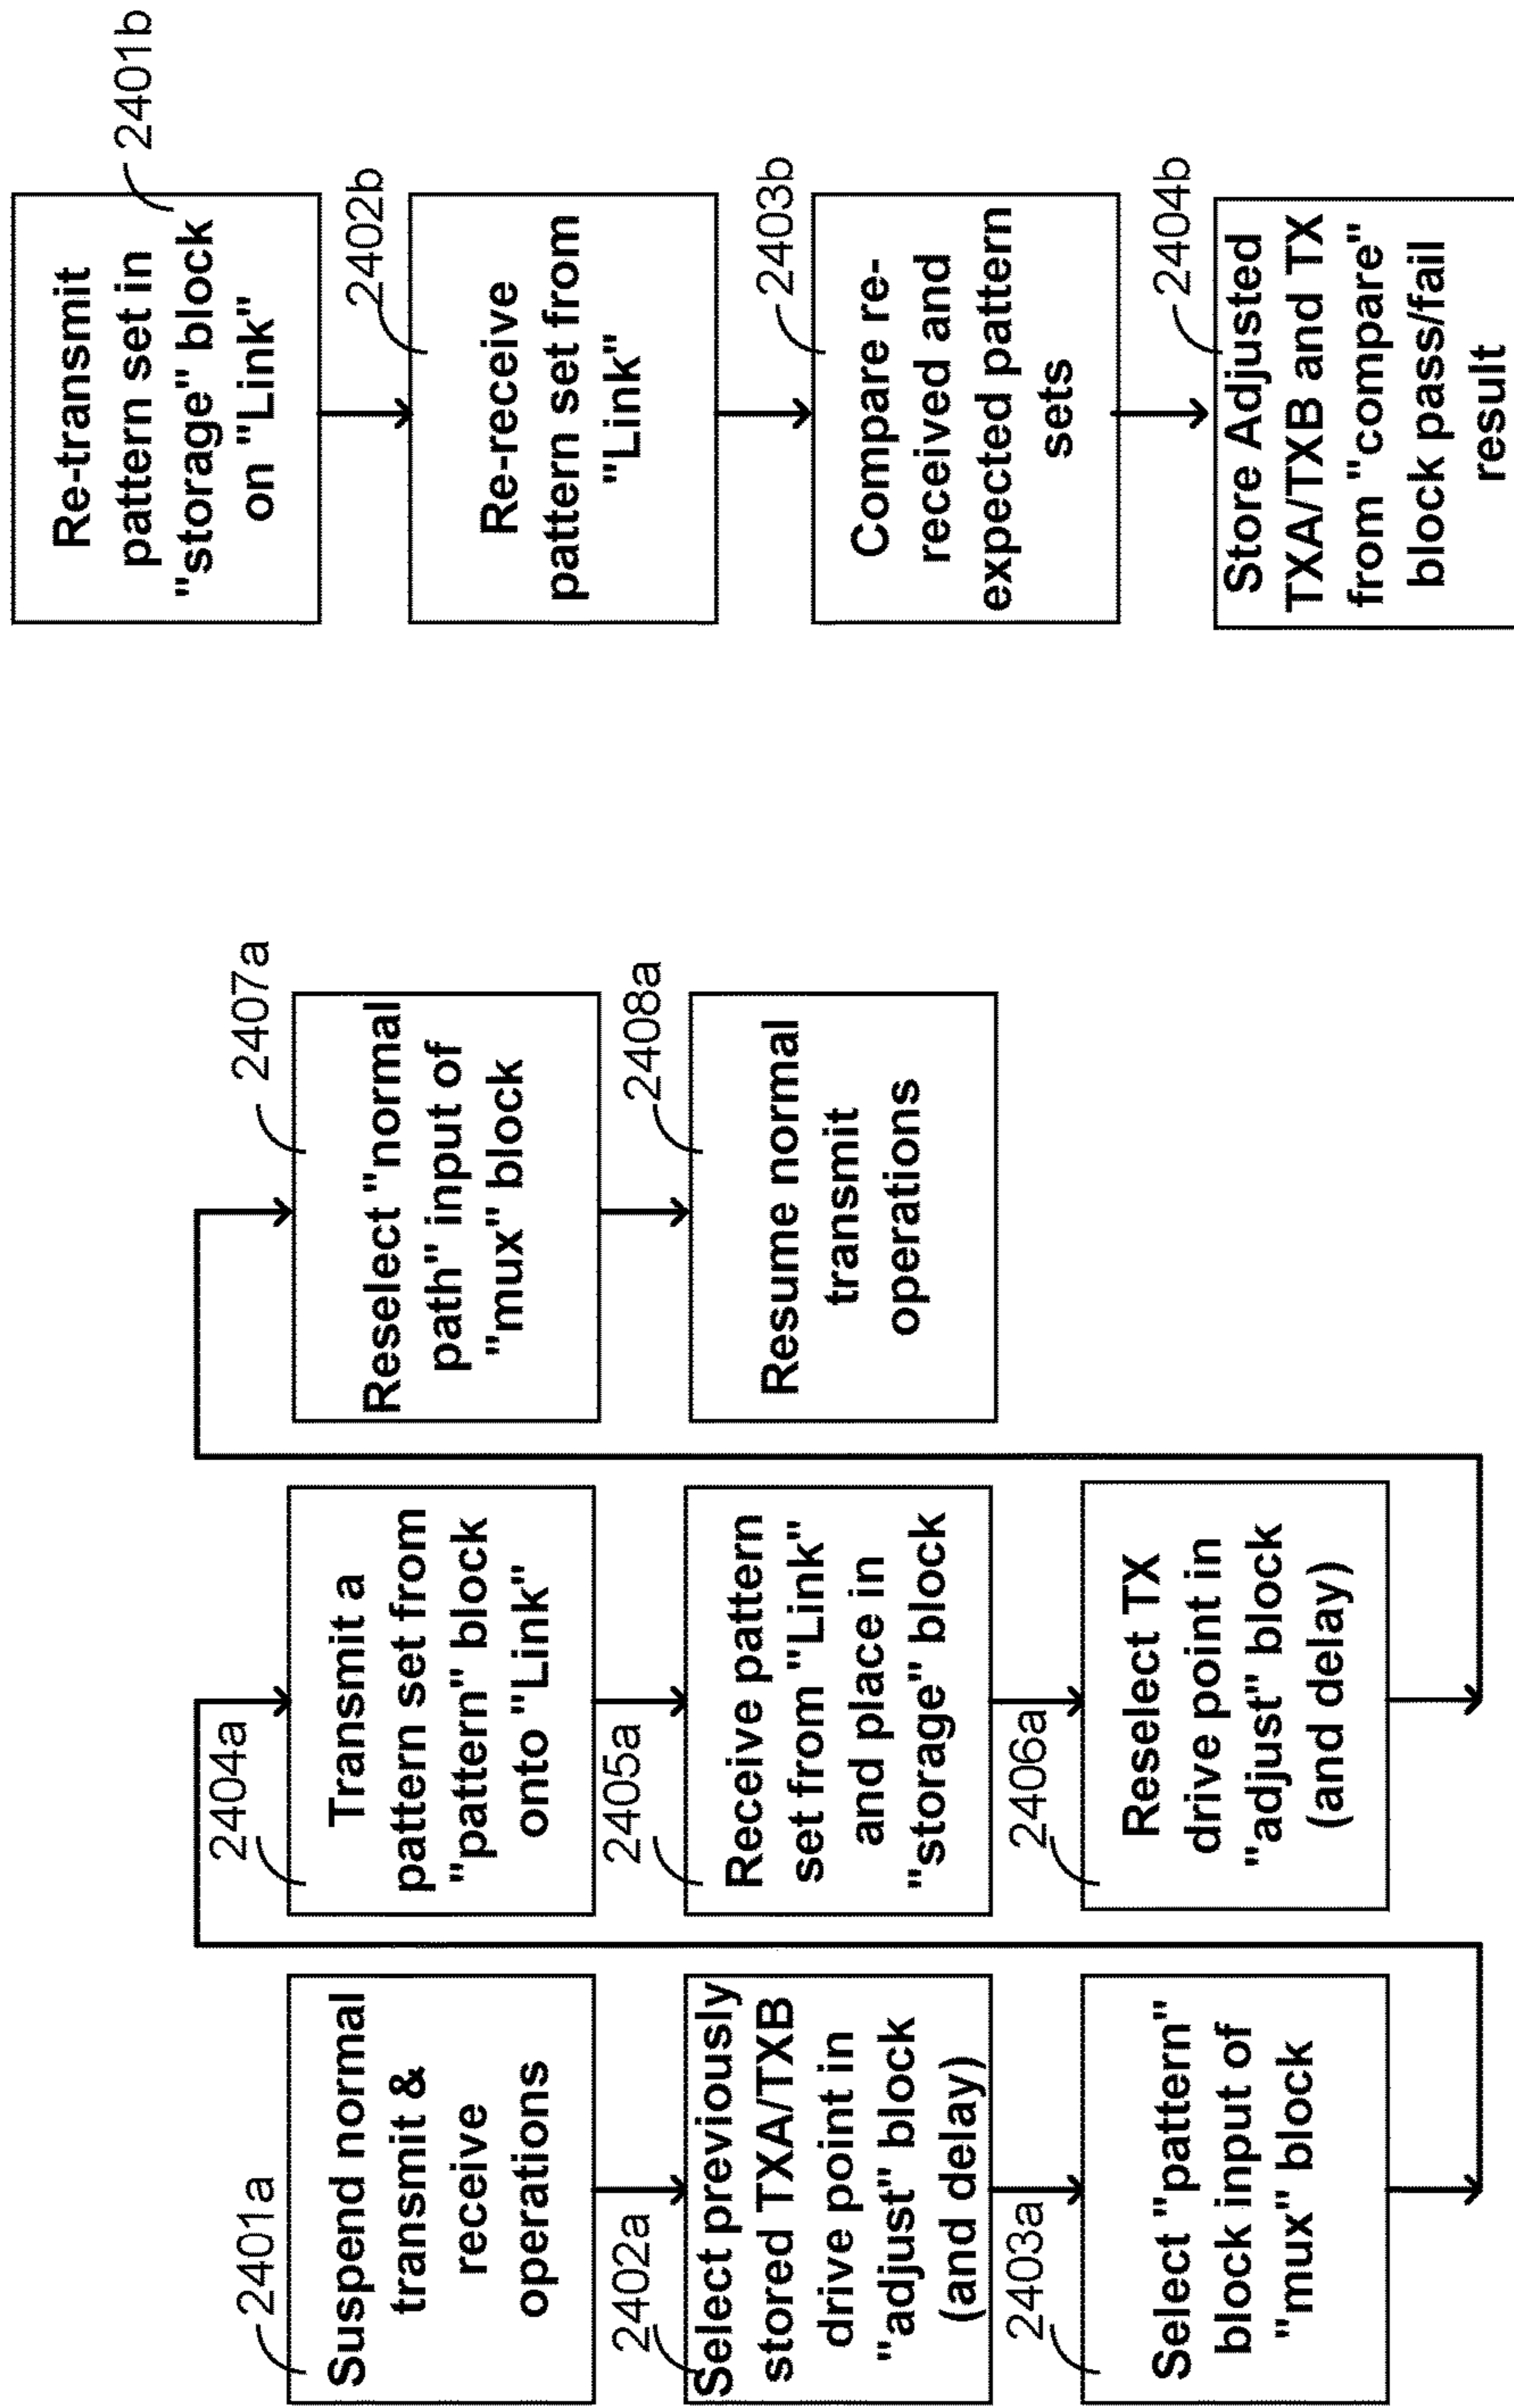 2401a
Suspend normal
transmit &
receive
operations
2402a
Select previously
stored TXA/TXB
drive point in
"adjust" block
(and delay)
2403a
Select "pattern"
block input of
"mux" block
2404a
Transmit a
pattern set from
"pattern" block
onto "Link"
2405a
Receive pattern
set from "Link"
and place in
"storage" block
2406a
Reselect TX
drive point in
"adjust" block
(and delay)
2407a
Reselect "normal
path" input of
"mux" block
2408a
Resume normal
transmit
operations
2401b
Re-transmit
pattern set in
"storage" block
on "Link"
2402b
Re-receive
pattern set from
"Link"
2403b
Compare re-
received and
expected pattern
sets
2404b
Store Adjusted
TXA/TXB and TX
from "compare"
block pass/fail
result